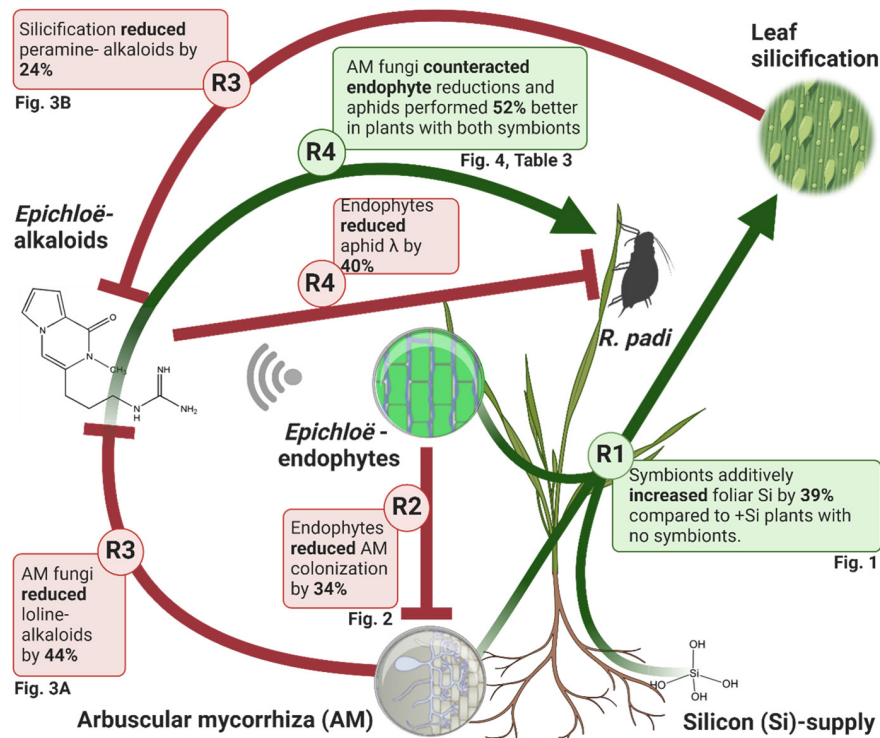 Silicification reduced
peramine- alkaloids by
24%
R3
Fig. 3B
AM fungi counteracted
endophyte reductions and
aphids performed 52% better
in plants with both symbionts
R4
Fig. 4, Table 3
Leaf
silicification
Epichloë-
alkaloids
Endophytes
reduced
aphid λ by
40%
R4
R. padi
N
O
N
CH₃
NH
N
H
NH₂
Epichloë -
endophytes
R1
Symbionts additively
increased foliar Si by 39%
compared to +Si plants with
no symbionts.
Fig. 1
R2
Endophytes
reduced AM
colonization
by 34%
Fig. 2
R3
AM fungi
reduced
loline-
alkaloids
by 44%
Fig. 3A
OH
HO
Si
OH
OH
Arbuscular mycorrhiza (AM)
Silicon (Si)-supply